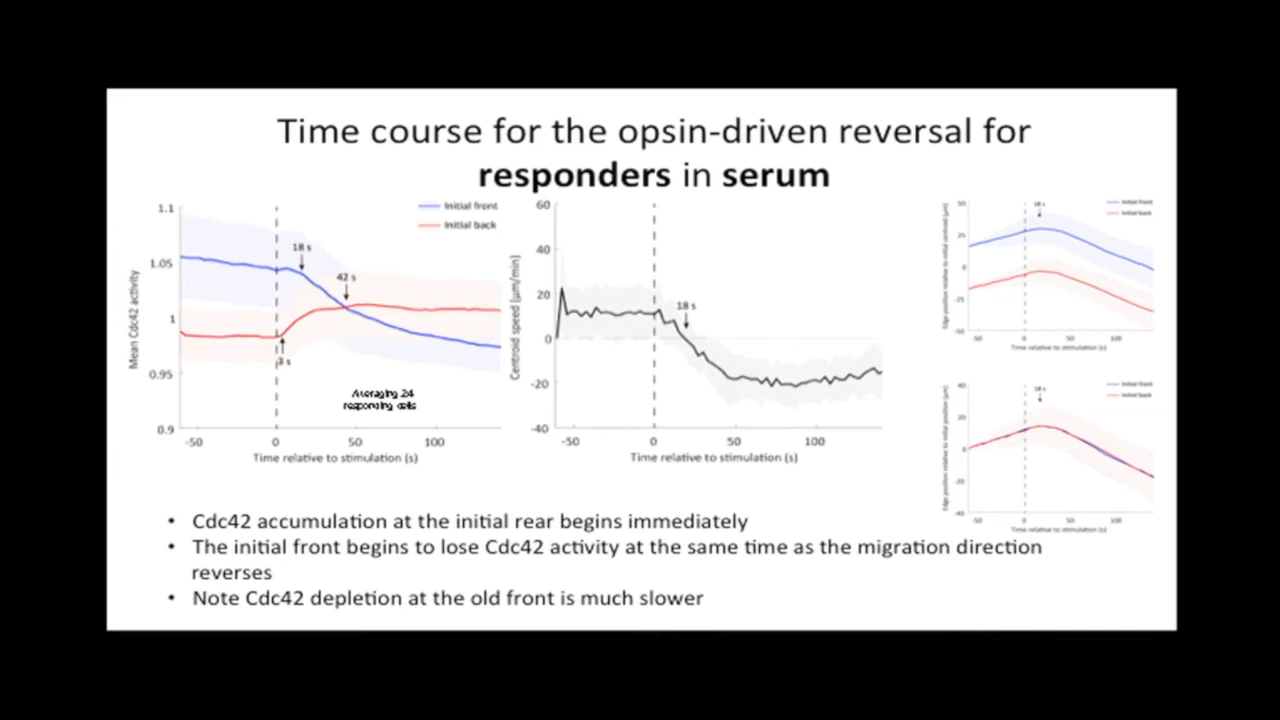 Time course for the opsin-driven reversal for
responders in serum
Initial front
Initial back
1.1
1.05
1
0.95
0.9
Mean Cdc42 activity
18 s
42 s
3 s
Averaging 24
responding cells
-50 0 50 100
Time relative to stimulation (s)
60
40
20
0
-20
-40
Centroid speed (μm/min)
18 s
-50 0 50 100
Time relative to stimulation (s)
Initial front
Initial back
18 s
50
25
0
-25
-50
Edge position relative to initial centroid (μm)
-50 0 50 100
Time relative to stimulation (s)
Initial front
Initial back
18 s
40
20
0
-20
-40
Edge position relative to initial position (μm)
-50 0 50 100
Time relative to stimulation (s)
• Cdc42 accumulation at the initial rear begins immediately
• The initial front begins to lose Cdc42 activity at the same time as the migration direction
reverses
• Note Cdc42 depletion at the old front is much slower